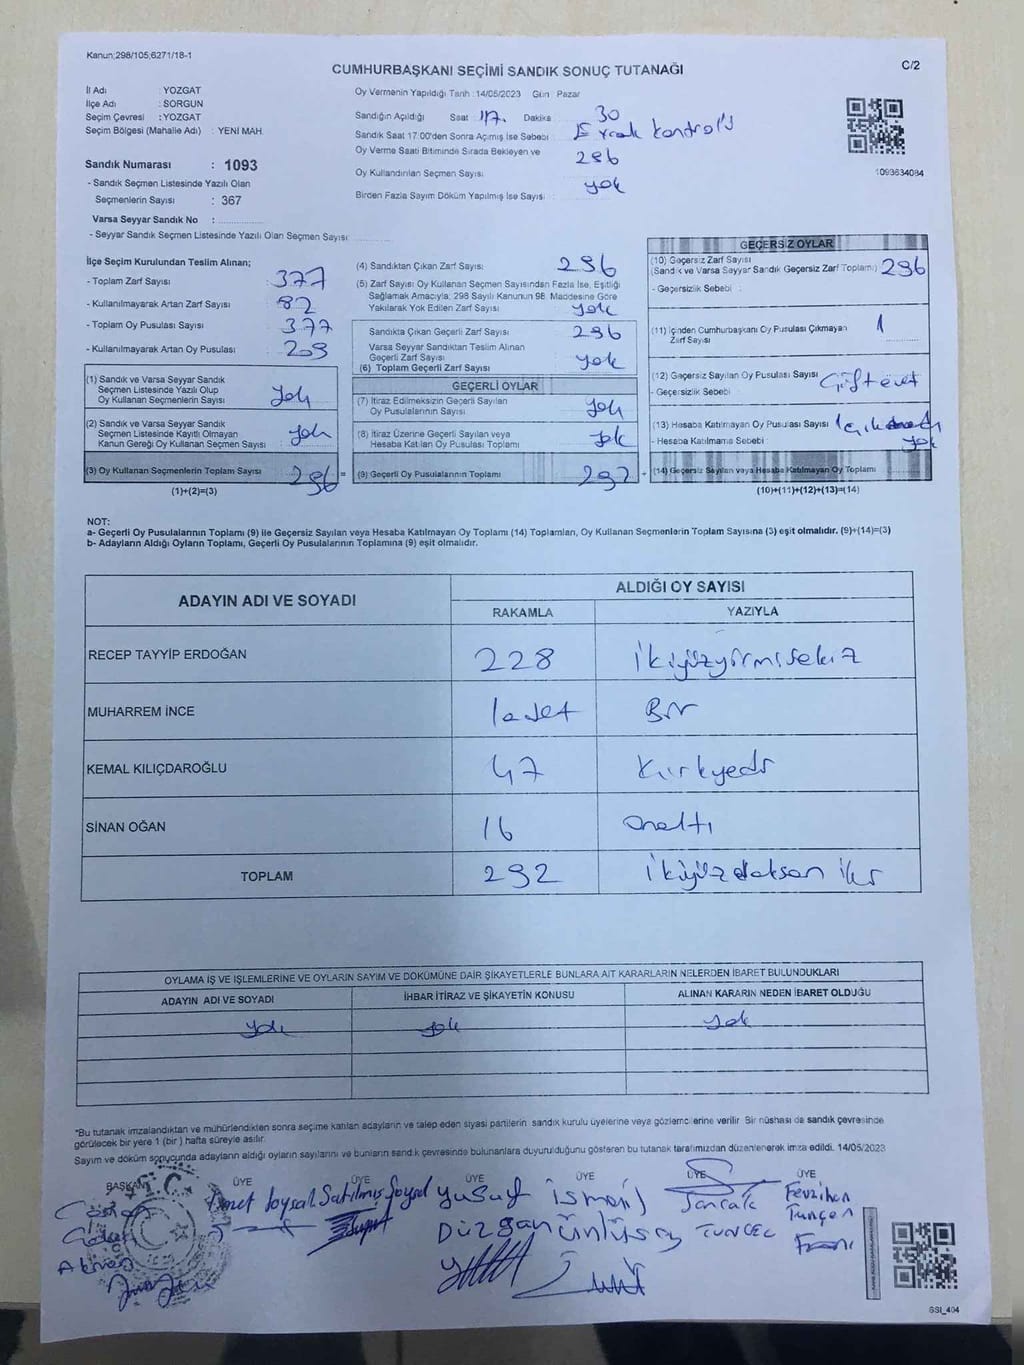 Kanun;298/105;6271/18-1
CUMHURBAŞKANI SEÇİMİ SANDIK SONUÇ TUTANAĞI
C/2
İl Adı : YOZGAT
İlçe Adı : SORGUN
Seçim Çevresi : YOZGAT
Seçim Bölgesi (Mahalle Adı) : YENİ MAH.
Oy Vermenin Yapıldığı Tarih : 14/05/2023 Gün : Pazar
Sandığın Açıldığı Saat 17. Dakika 30
Sandık Saat 17:00'den Sonra Açılmış İse Sebebi : Evrak kontrolü
Oy Verme Saati Bitiminde Sırada Bekleyen ve
Oy Kullandırılan Seçmen Sayısı 296
Birden Fazla Sayım Döküm Yapılmış İse Sayısı : yok
1093634084
Sandık Numarası : 1093
- Sandık Seçmen Listesinde Yazılı Olan
Seçmenlerin Sayısı : 367
Varsa Seyyar Sandık No :
- Seyyar Sandık Seçmen Listesinde Yazılı Olan Seçmen Sayısı:
İlçe Seçim Kurulundan Teslim Alınan;
- Toplam Zarf Sayısı : 377
- Kullanılmayarak Artan Zarf Sayısı : 82
- Toplam Oy Pusulası Sayısı : 377
- Kullanılmayarak Artan Oy Pusulası
(1) Sandık ve Varsa Seyyar Sandık
Seçmen Listesinde Yazılı Olup
Oy Kullanan Seçmenlerin Sayısı yok
(2) Sandık ve Varsa Seyyar Sandık
Seçmen Listesinde Kayıtlı Olmayan
Kanun Gereği Oy Kullanan Seçmen Sayısı yok
(3) Oy Kullanan Seçmenlerin Toplam Sayısı 296 =
(1)+(2)=(3)
(4) Sandıktan Çıkan Zarf Sayısı: 296
(5) Zarf Sayısı Oy Kullanan Seçmen Sayısından Fazla İse, Eşitliği
Sağlamak Amacıyla, 298 Sayılı Kanunun 98. Maddesine Göre
Yakılarak Yok Edilen Zarf Sayısı: yok
Sandıkta Çıkan Geçerli Zarf Sayısı : 296
Varsa Seyyar Sandıktan Teslim Alınan
Geçerli Zarf Sayısı : yok
(6) Toplam Geçerli Zarf Sayısı
GEÇERLİ OYLAR
(7) İtiraz Edilmeksizin Geçerli Sayılan
Oy Pusulalarının Sayısı : yok
(8) İtiraz Üzerine Geçerli Sayılan veya
Hesaba Katılan Oy Pusulası Toplamı : yok
(9) Geçerli Oy Pusulalarının Toplamı : 292 +
GEÇERSİZ OYLAR
(10) Geçersiz Zarf Sayısı
(Sandık ve Varsa Seyyar Sandık Geçersiz Zarf Toplamı) 296
- Geçersizlik Sebebi :
(11) İçinden Cumhurbaşkanı Oy Pusulası Çıkmayan 1
Zarf Sayısı
(12) Geçersiz Sayılan Oy Pusulası Sayısı Çift evet
- Geçersizlik Sebebi :
(13) Hesaba Katılmayan Oy Pusulası Sayısı
- Hesaba Katılmama Sebebi : yok
(14) Geçersiz Sayılan veya Hesaba Katılmayan Oy Toplamı
(10)+(11)+(12)+(13)=(14)
NOT:
a- Geçerli Oy Pusulalarının Toplamı (9) ile Geçersiz Sayılan veya Hesaba Katılmayan Oy Toplamı (14) Toplamları, Oy Kullanan Seçmenlerin Toplam Sayısına (3) eşit olmalıdır. (9)+(14)=(3)
b- Adayların Aldığı Oyların Toplamı, Geçerli Oy Pusulalarının Toplamına (9) eşit olmalıdır.
ADAYIN ADI VE SOYADI
ALDIĞI OY SAYISI
RAKAMLA YAZIYLA
RECEP TAYYİP ERDOĞAN 228 ikiyüzyirmisekiz
MUHARREM İNCE 1 adet Bir
KEMAL KILIÇDAROĞLU 47 Kırkyedi
SİNAN OĞAN 16 onaltı
TOPLAM 292 ikiyüzdoksan iki
OYLAMA İŞ VE İŞLEMLERİNE VE OYLARIN SAYIM VE DÖKÜMÜNE DAİR ŞİKAYETLERLE BUNLARA AİT KARARLARIN NELERDEN İBARET BULUNDUKLARI
ADAYIN ADI VE SOYADI İHBAR İTİRAZ VE ŞİKAYETİN KONUSU ALINAN KARARIN NEDEN İBARET OLDUĞU
yok yok yok
*Bu tutanak imzalandıktan ve mühürlendikten sonra seçime katılan adayların ve talep eden siyasi partilerin sandık kurulu üyelerine veya gözlemcilerine verilir. Bir nüshası da sandık çevresinde
görülecek bir yere 1 (bir) hafta süreyle asılır.
Sayım ve döküm sonucunda adayların aldığı oyların sayılarını ve bunların sandık çevresinde bulunanlara duyurulduğunu gösteren bu tutanak tarafımızdan düzenlenerek imza edildi. 14/05/2023
BAŞKAN ÜYE ÜYE ÜYE ÜYE ÜYE ÜYE
Satılmış Soysal Yusuf Düzgün İsmail Ünlüsoy TUNCEL
GSI_404